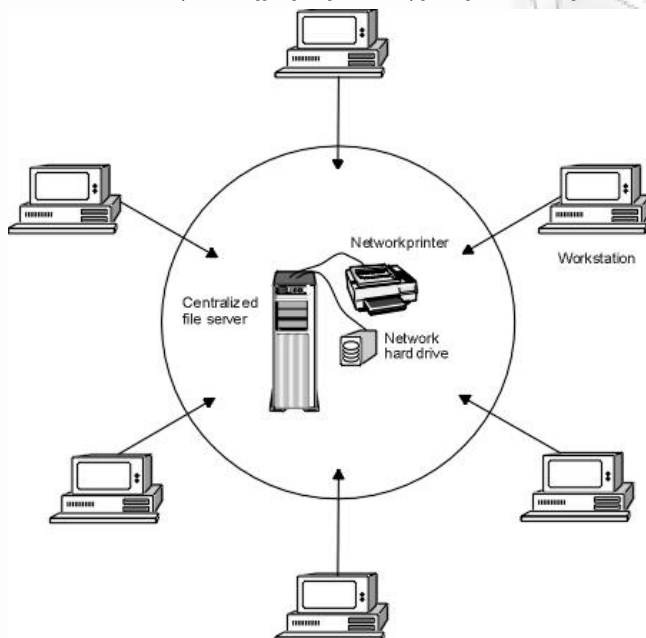 Networkprinter
Workstation
Centralized
file server
Network
hard drive